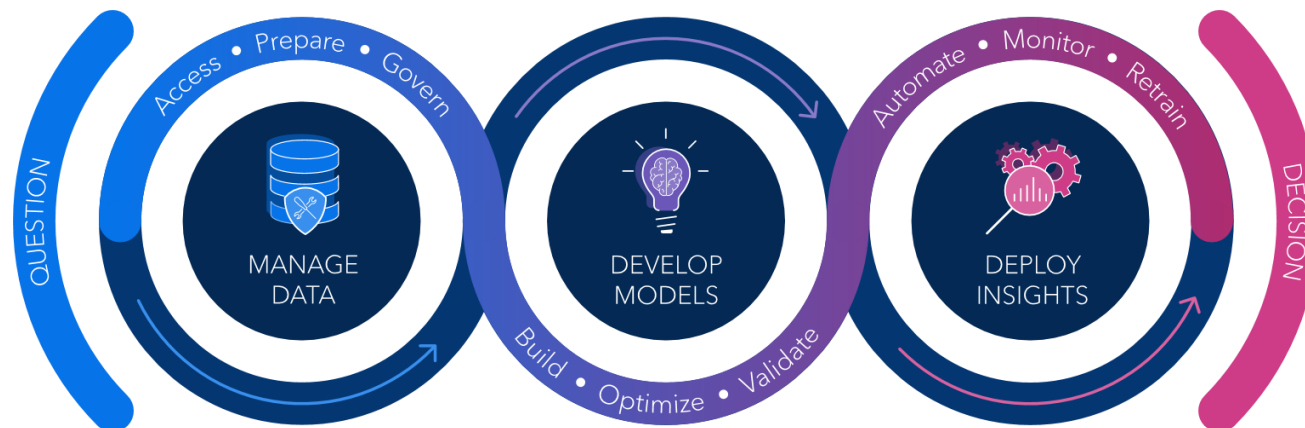 QUESTION
Access • Prepare • Govern
MANAGE
DATA
Build • Optimize • Validate
DEVELOP
MODELS
Automate • Monitor • Retrain
DEPLOY
INSIGHTS
DECISION